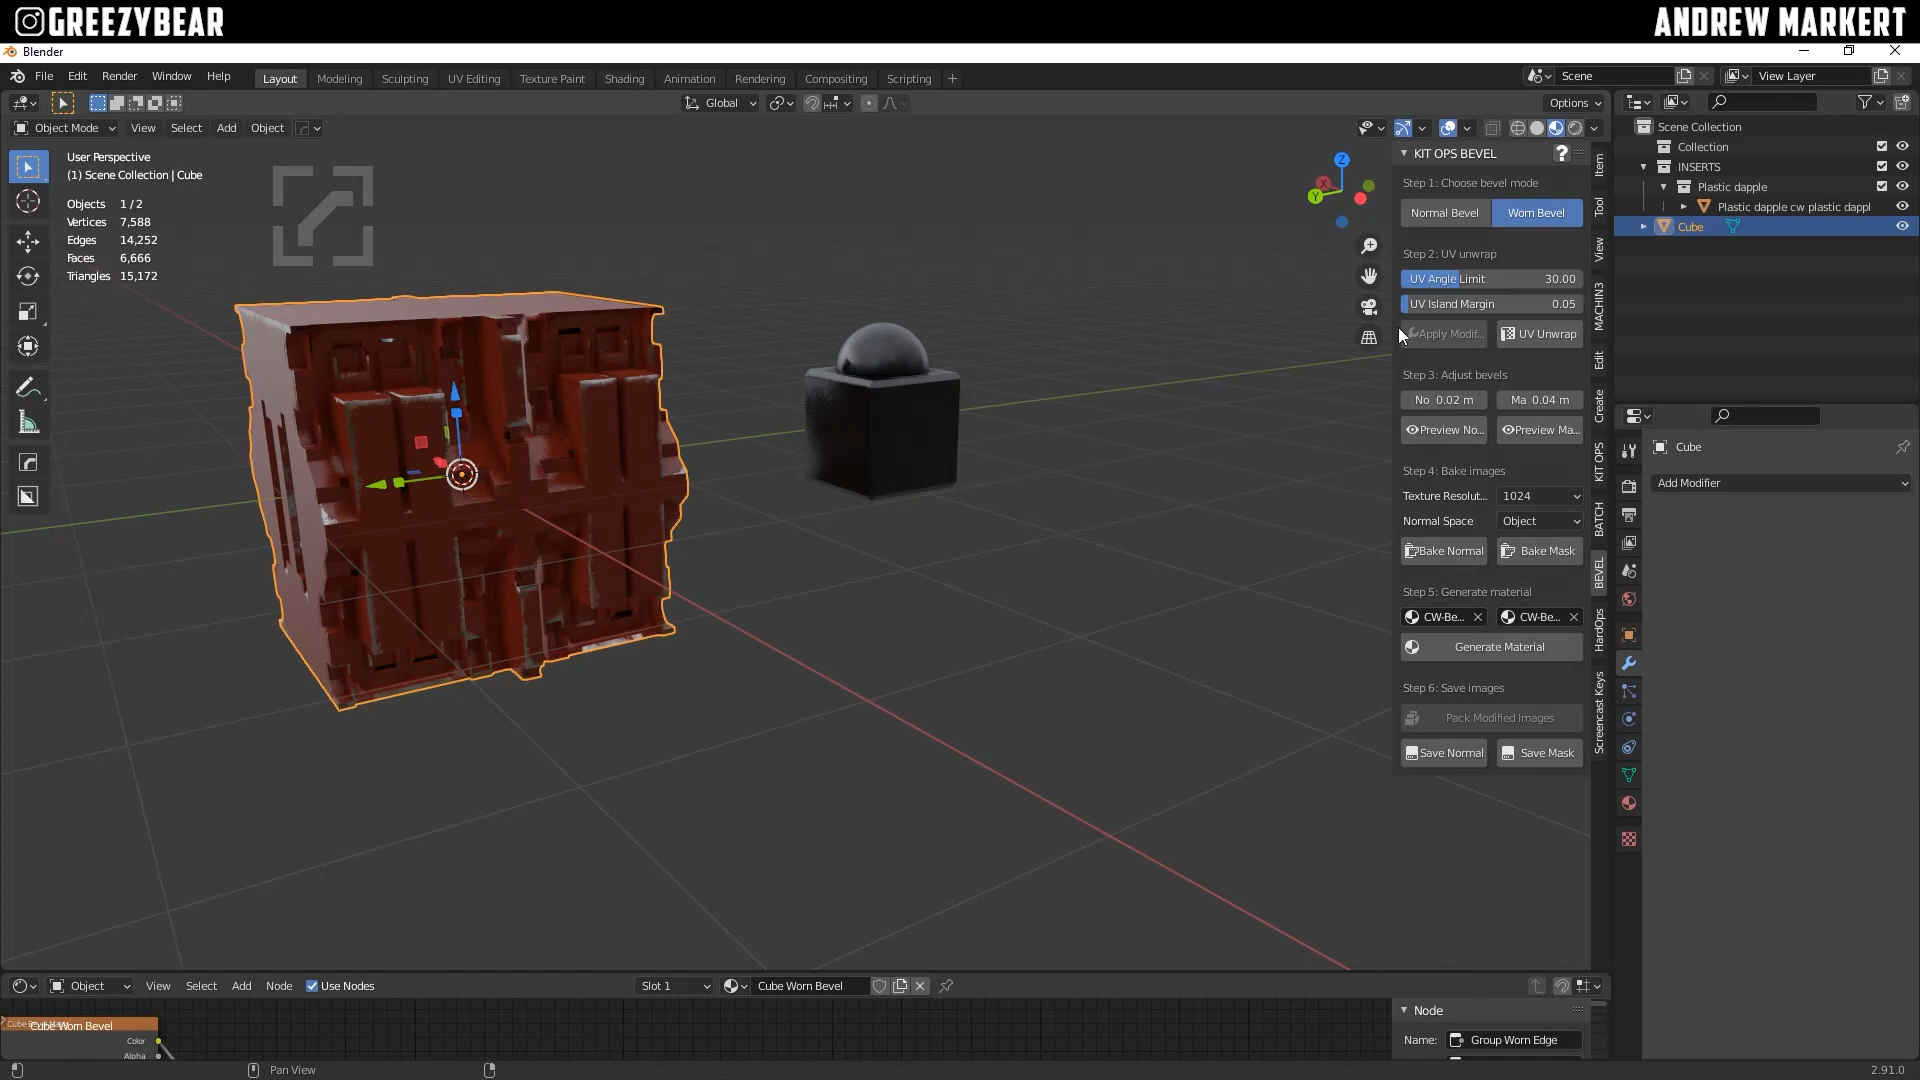 GREEZYBEAR
ANDREW MARKERT
Blender
File Edit Render Window Help
Layout Modeling Sculpting UV Editing Texture Paint Shading Animation Rendering Compositing Scripting
Scene
View Layer
Global
Options
Object Mode View Select Add Object
User Perspective
(1) Scene Collection | Cube
Objects 1 / 2
Vertices 7,588
Edges 14,252
Faces 6,666
Triangles 15,172
Z
X
Y
KIT OPS BEVEL
?
Step 1: Choose bevel mode
Normal Bevel Worn Bevel
Step 2: UV unwrap
UV Angle Limit 30.00
UV Island Margin 0.05
Apply Modif... UV Unwrap
Step 3: Adjust bevels
No 0.02 m Ma 0.04 m
Preview No... Preview Ma...
Step 4: Bake images
Texture Resolut... 1024
Normal Space Object
Bake Normal Bake Mask
Step 5: Generate material
CW-Be... CW-Be...
Generate Material
Step 6: Save images
Pack Modified Images
Save Normal Save Mask
Item
Tool
View
MACHIN3
Edit
Create
KIT OPS
BATCH
BEVEL
HardOps
Screencast Keys
Scene Collection
Collection
INSERTS
Plastic dapple
Plastic dapple cw plastic dappl
Cube
Cube
Add Modifier
Object View Select Add Node Use Nodes
Slot 1
Cube Worn Bevel
Cube Worn Bevel
Color
Alpha
Node
Name: Group Worn Edge
Pan View
2.91.0